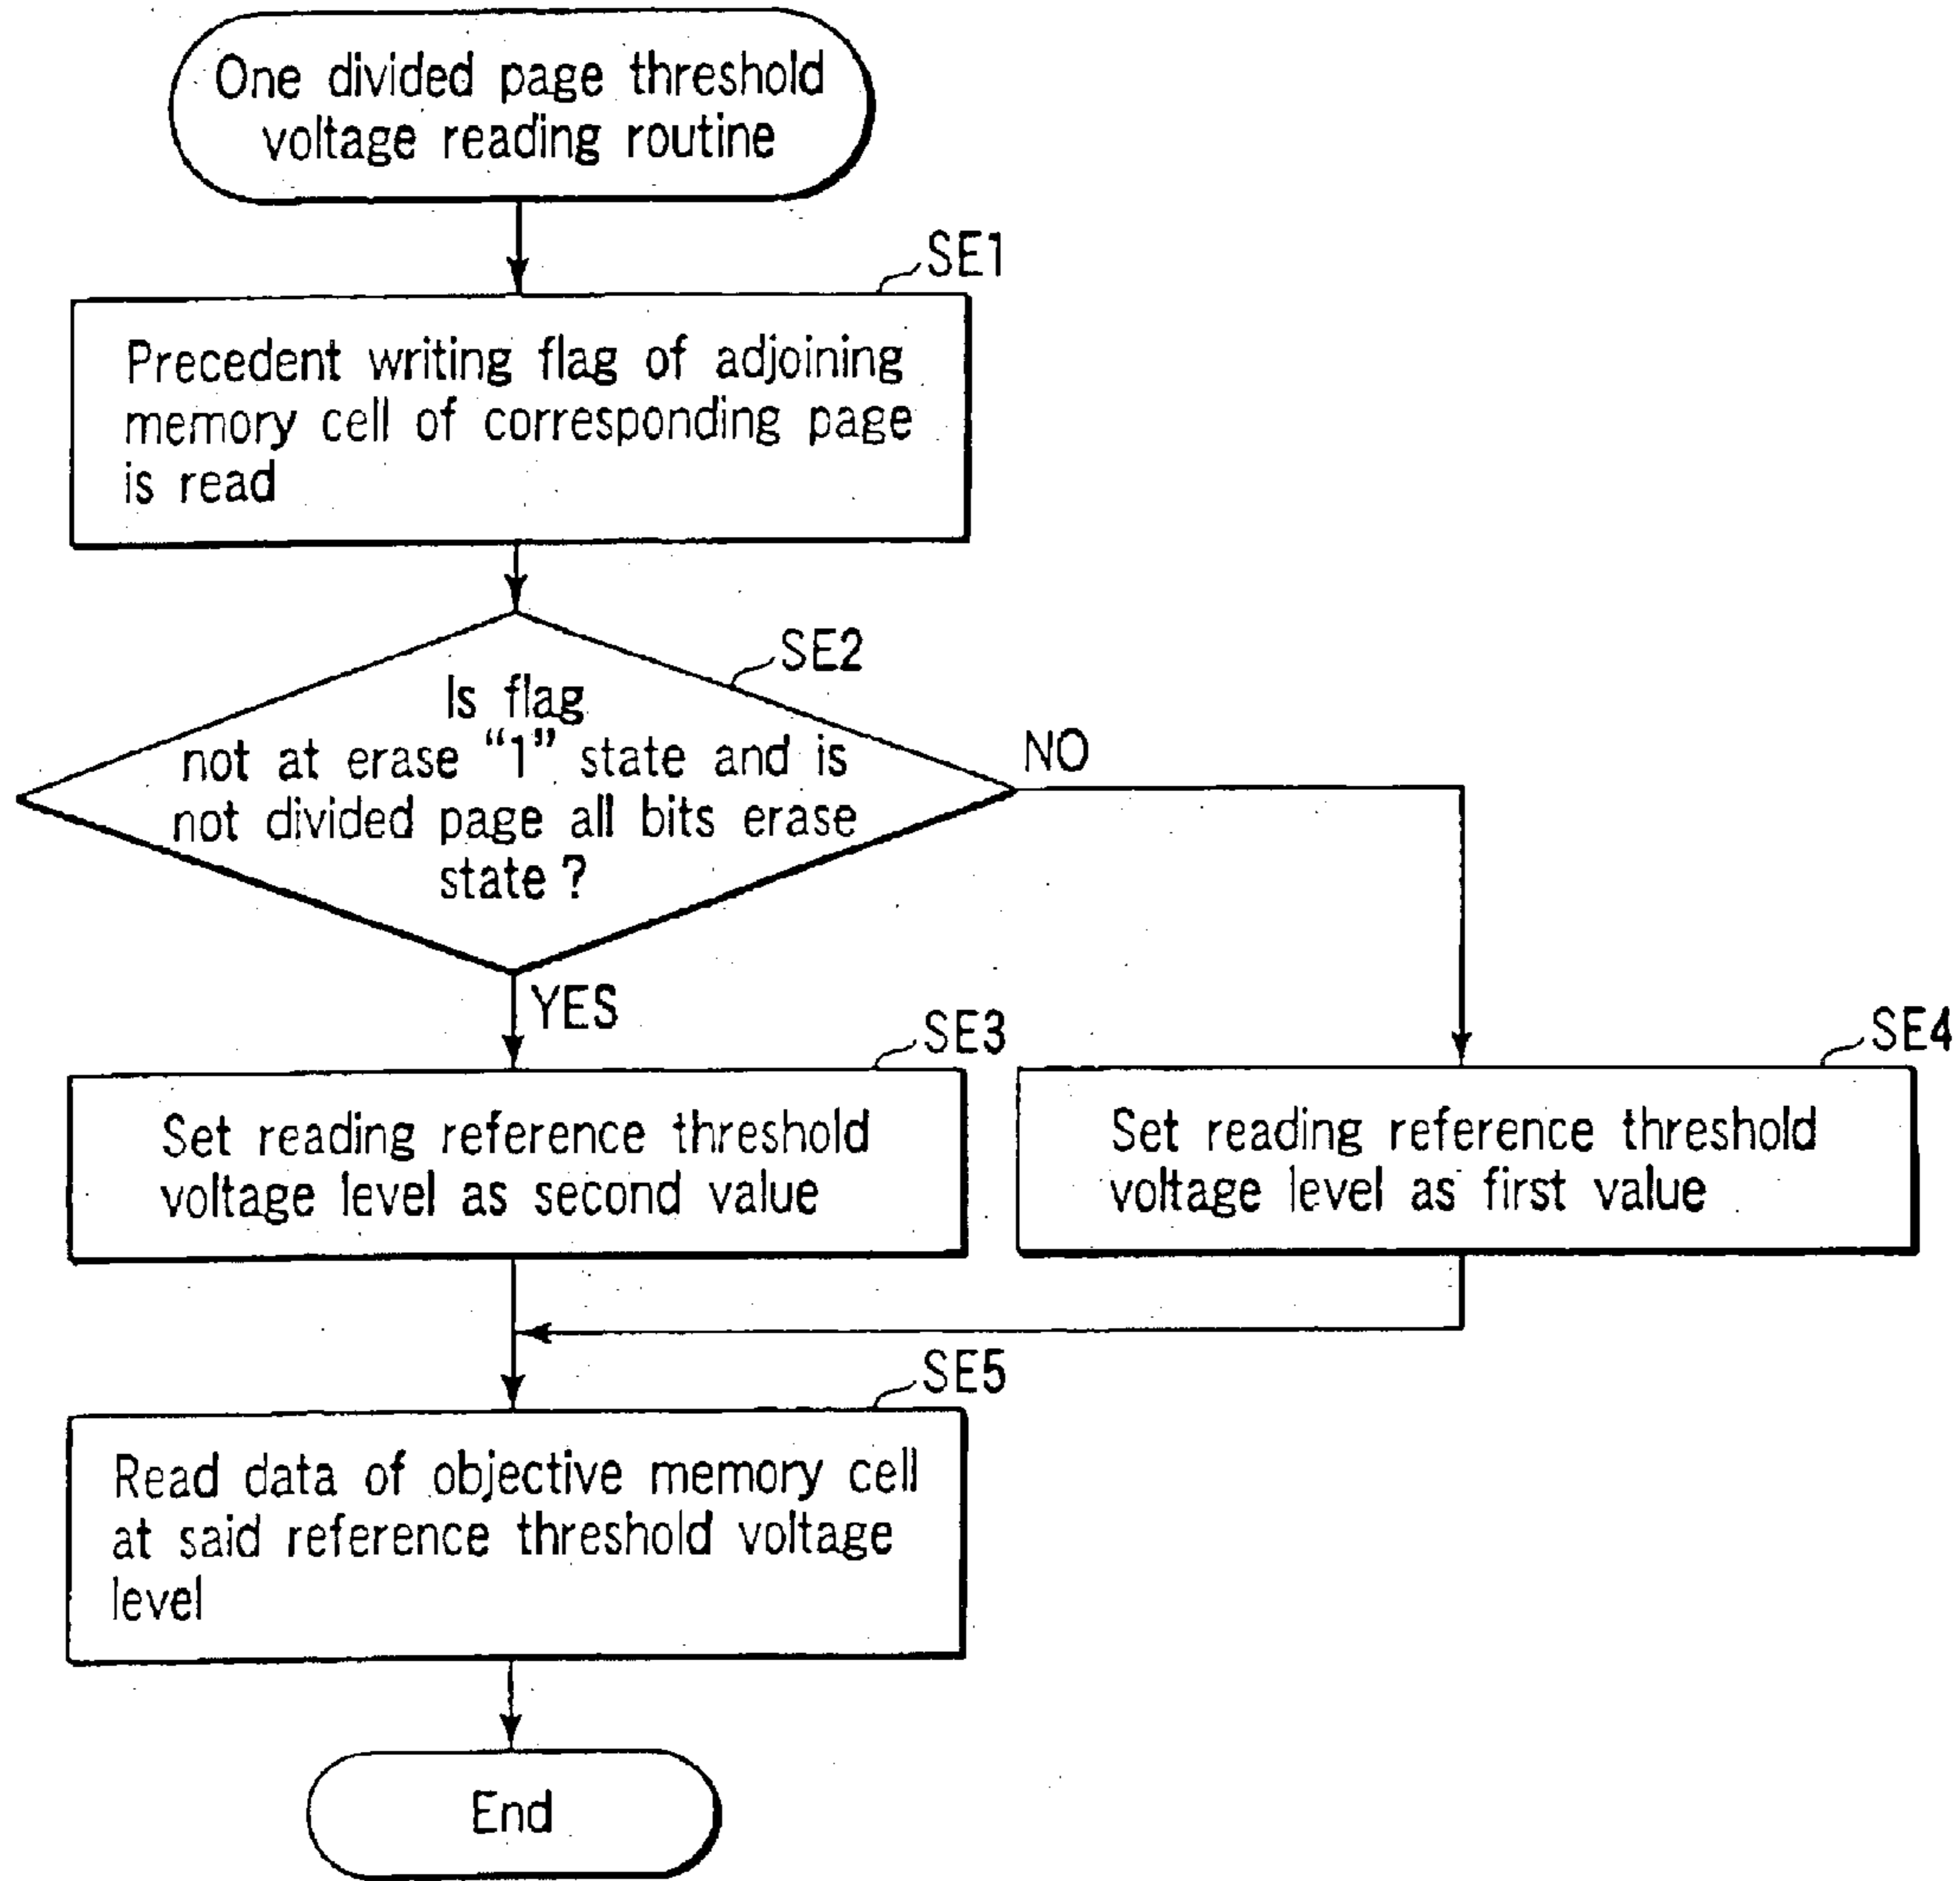 One divided page threshold
voltage reading routine
SE1
Precedent writing flag of adjoining
memory cell of corresponding page
is read
SE2
Is flag
not at erase “1” state and is
not divided page all bits erase
state ?
NO
YES
SE3
Set reading reference threshold
voltage level as second value
SE4
Set reading reference threshold
voltage level as first value
SE5
Read data of objective memory cell
at said reference threshold voltage
level
End